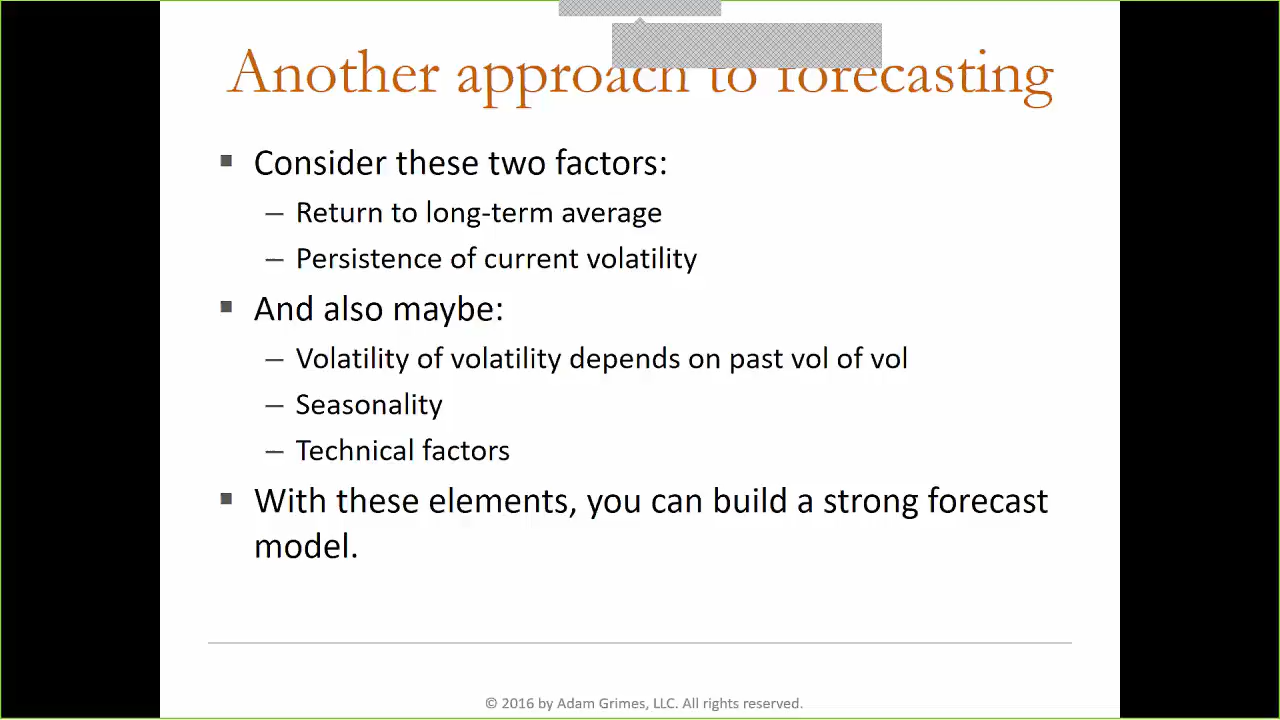 Another approach to forecasting
▪ Consider these two factors:
– Return to long-term average
– Persistence of current volatility
▪ And also maybe:
– Volatility of volatility depends on past vol of vol
– Seasonality
– Technical factors
▪ With these elements, you can build a strong forecast
model.
© 2016 by Adam Grimes, LLC. All rights reserved.